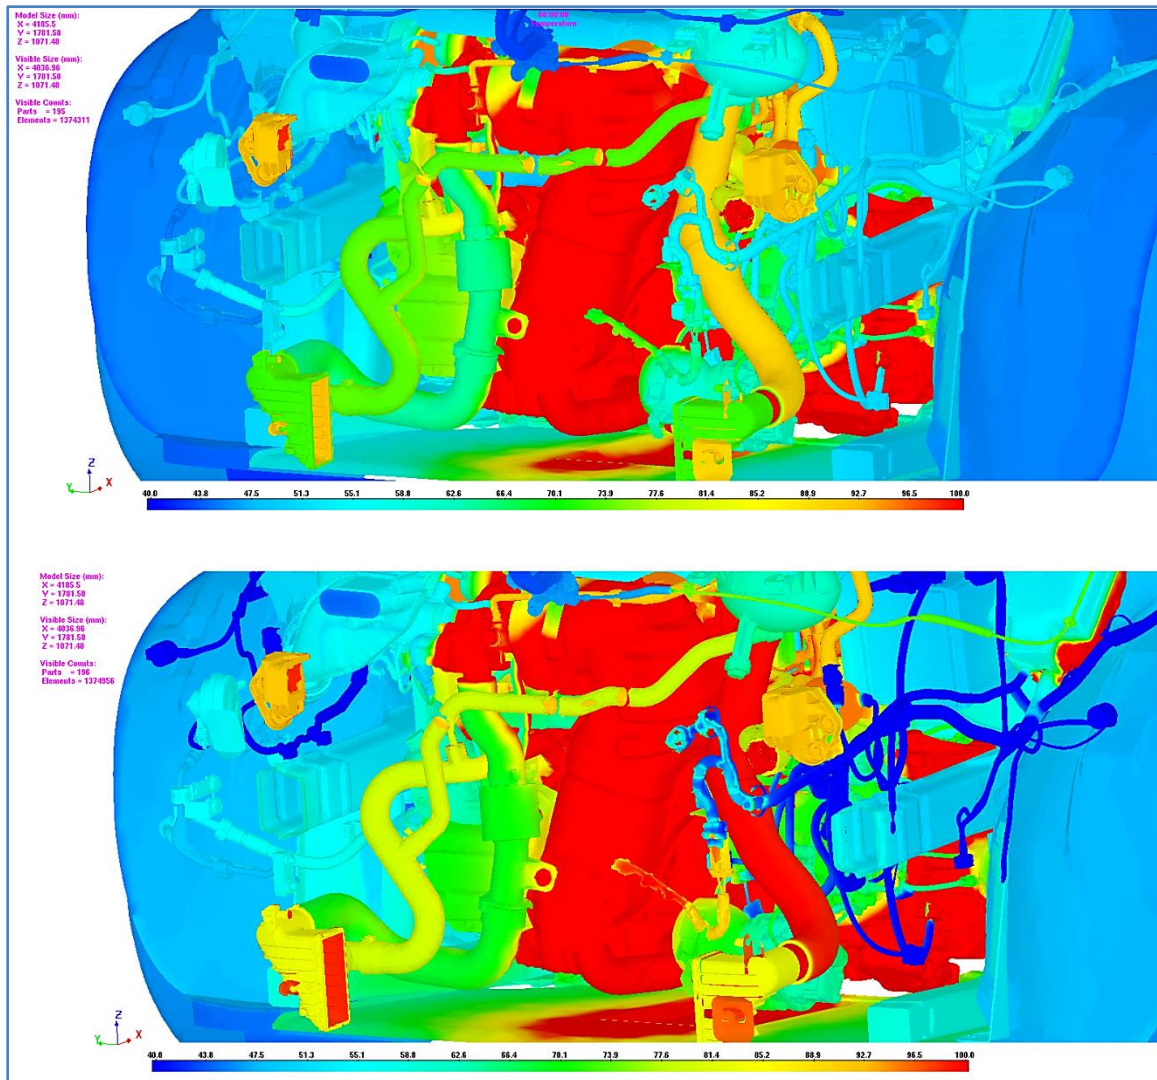 Model Size (mm):
X = 4185.5
Y = 1781.58
Z = 1071.48
Visible Size (mm):
X = 4036.96
Y = 1781.58
Z = 1071.48
Visible Counts:
Parts = 195
Elements = 1374311
Temperature
Z
Y
X
40.0 43.8 47.5 51.3 55.1 58.8 62.6 66.4 70.1 73.9 77.6 81.4 85.2 88.9 92.7 96.5 100.0
Model Size (mm):
X = 4185.5
Y = 1781.58
Z = 1071.48
Visible Size (mm):
X = 4036.96
Y = 1781.58
Z = 1071.48
Visible Counts:
Parts = 196
Elements = 1374956
Z
Y
X
40.0 43.8 47.5 51.3 55.1 58.8 62.6 66.4 70.1 73.9 77.6 81.4 85.2 88.9 92.7 96.5 100.0